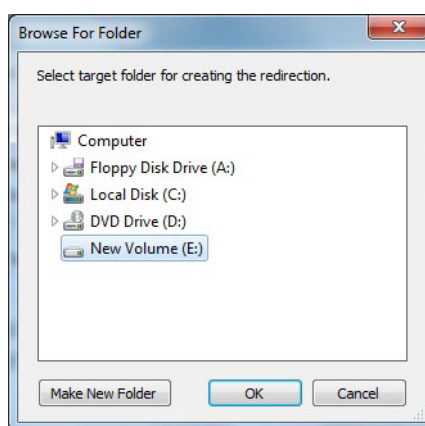 Browse For Folder
Select target folder for creating the redirection.
Computer
Floppy Disk Drive (A:)
Local Disk (C:)
DVD Drive (D:)
New Volume (E:)
Make New Folder OK Cancel